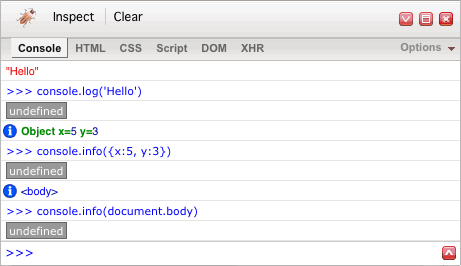 Inspect Clear
Console HTML CSS Script DOM XHR Options
"Hello"
>>> console.log('Hello')
undefined
Object x=5 y=3
>>> console.info({x:5, y:3})
undefined
<body>
>>> console.info(document.body)
undefined
>>>